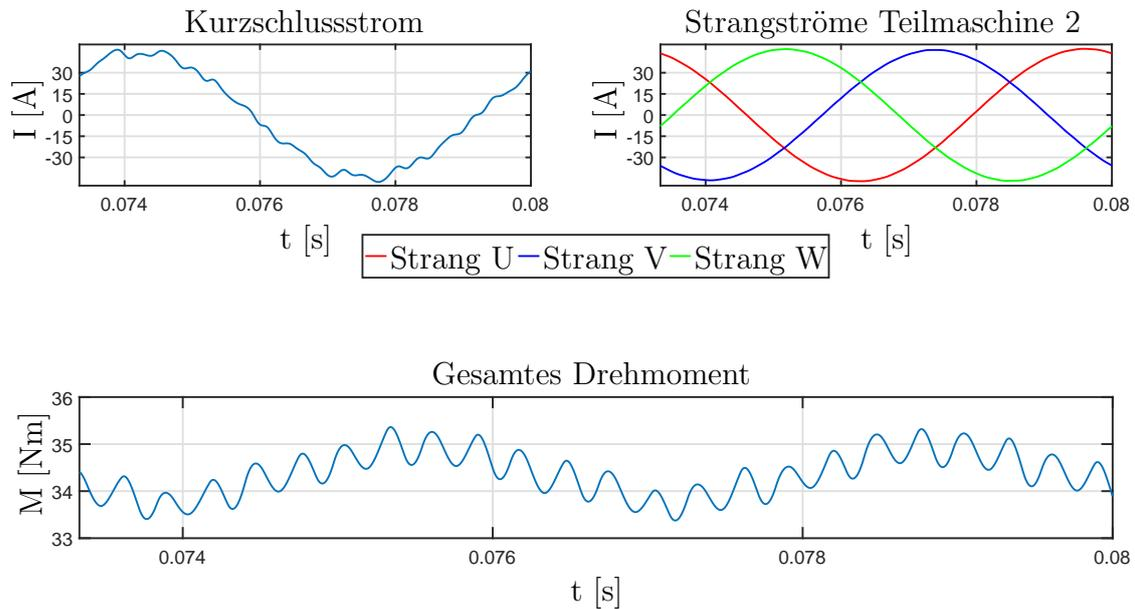 Kurzschlussstrom
I [A]
30
15
0
-15
-30
0.074
0.076
0.078
0.08
t [s]
Strangströme Teilmaschine 2
I [A]
30
15
0
-15
-30
0.074
0.076
0.078
0.08
t [s]
Strang U Strang V Strang W
Gesamtes Drehmoment
M [Nm]
36
35
34
33
0.074
0.076
0.078
0.08
t [s]